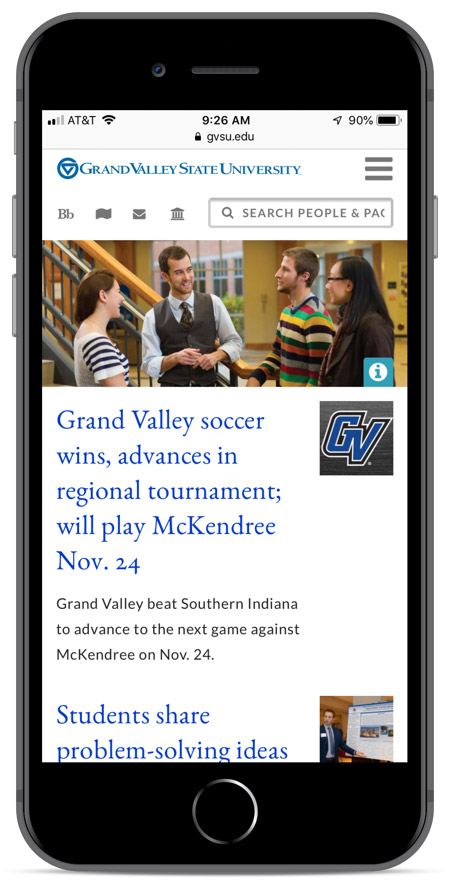 AT&T 9:26 AM 90%
gvsu.edu
GRAND VALLEY STATE UNIVERSITY
Bb SEARCH PEOPLE & PAG
Grand Valley soccer
wins, advances in
regional tournament;
will play McKendree
Nov. 24
GV
Grand Valley beat Southern Indiana
to advance to the next game against
McKendree on Nov. 24.
Students share
problem-solving ideas